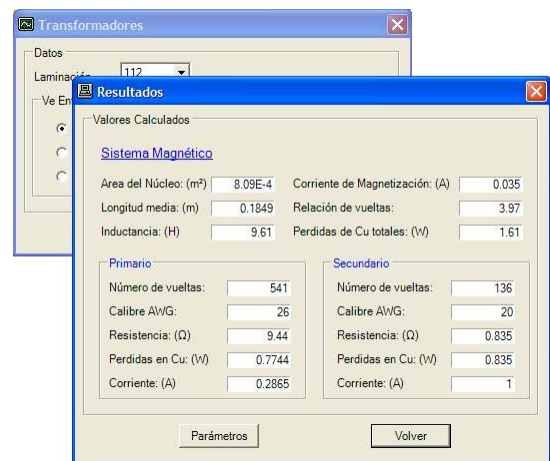 Transformadores
Datos
112
Ve
Resultados
Valores Calculados
Sistema Magnético
Area del Núcleo: (m²) 8.09E-4 Corriente de Magnetización: (A) 0.035
Longitud media: (m) 0.1849 Relación de vueltas: 3.97
Inductancia: (H) 9.61 Perdidas de Cu totales: (W) 1.61
Primario
Número de vueltas: 541
Calibre AWG: 26
Resistencia: (Ω) 9.44
Perdidas en Cu: (W) 0.7744
Corriente: (A) 0.2865
Secundario
Número de vueltas: 136
Calibre AWG: 20
Resistencia: (Ω) 0.835
Perdidas en Cu: (W) 0.835
Corriente: (A) 1
Parámetros Volver